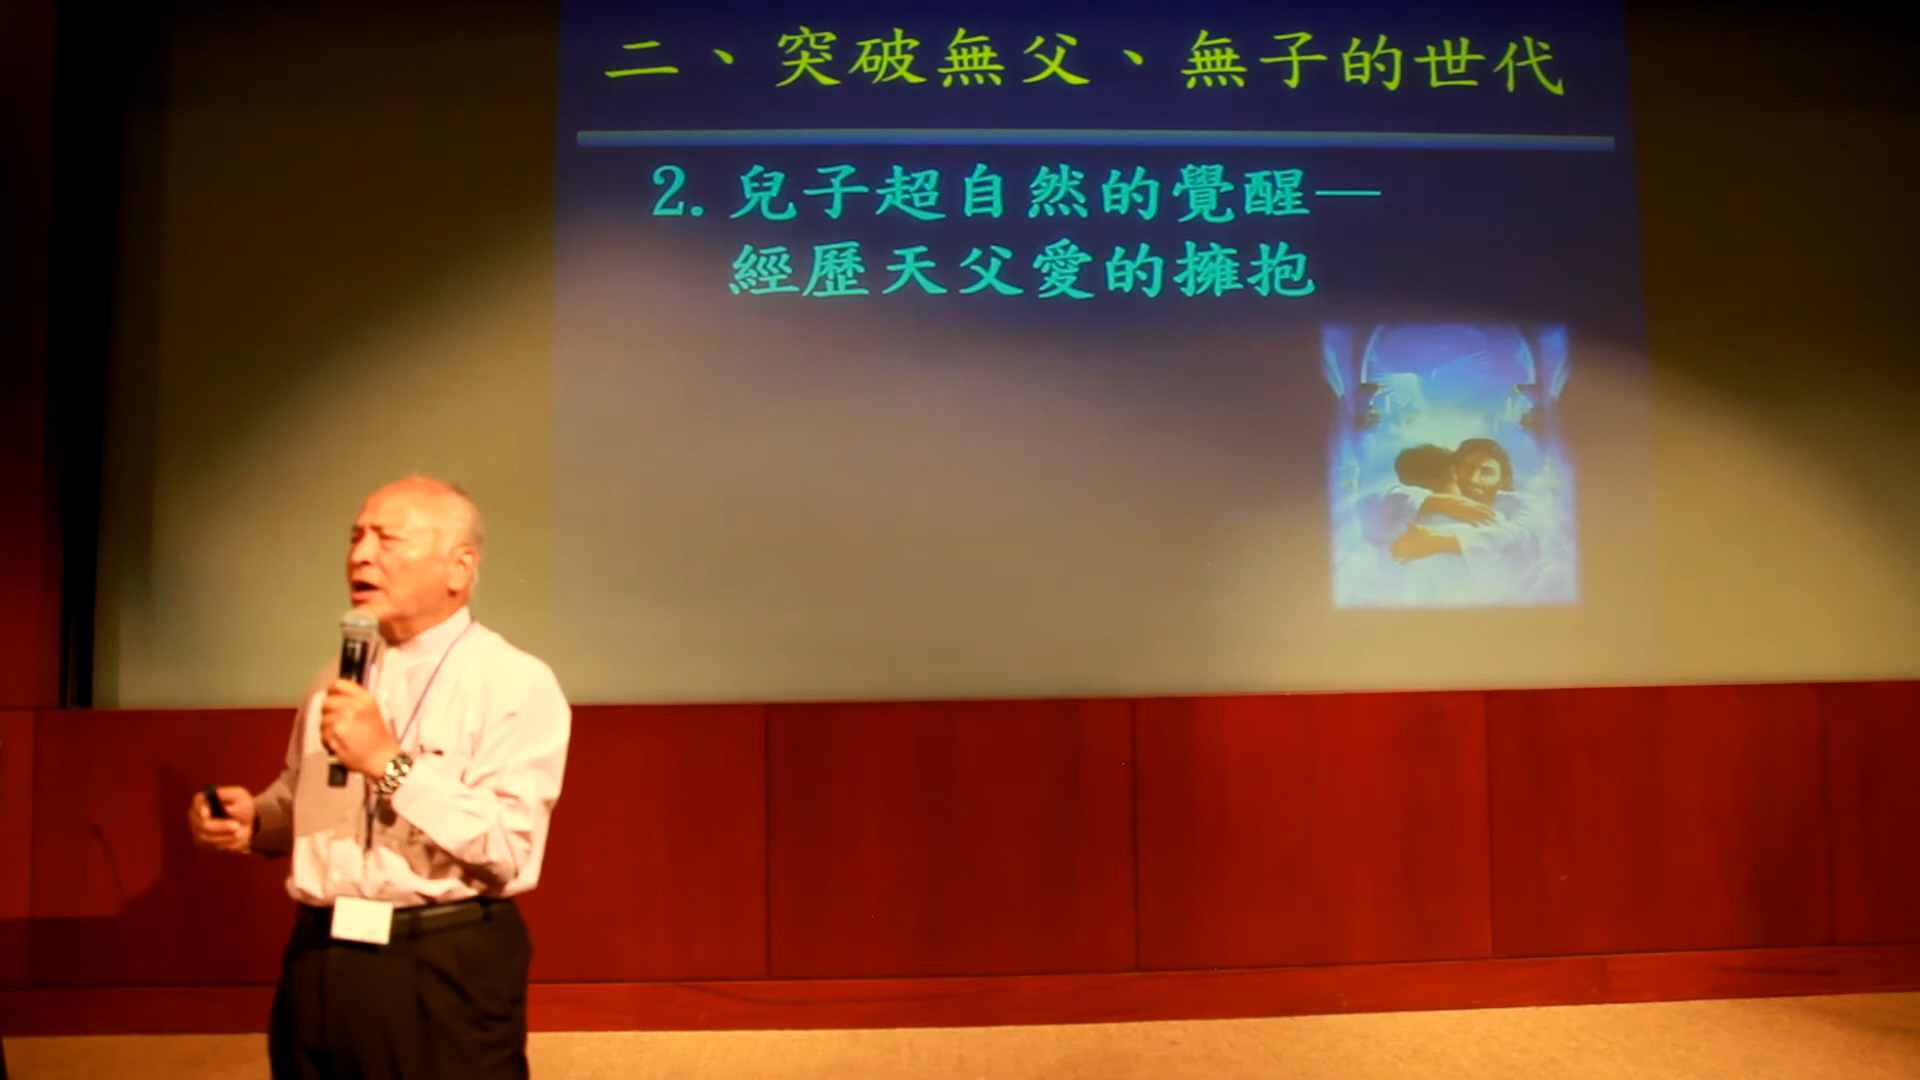 二、突破無父、無子的世代
2.兒子超自然的覺醒—
經歷天父愛的擁抱